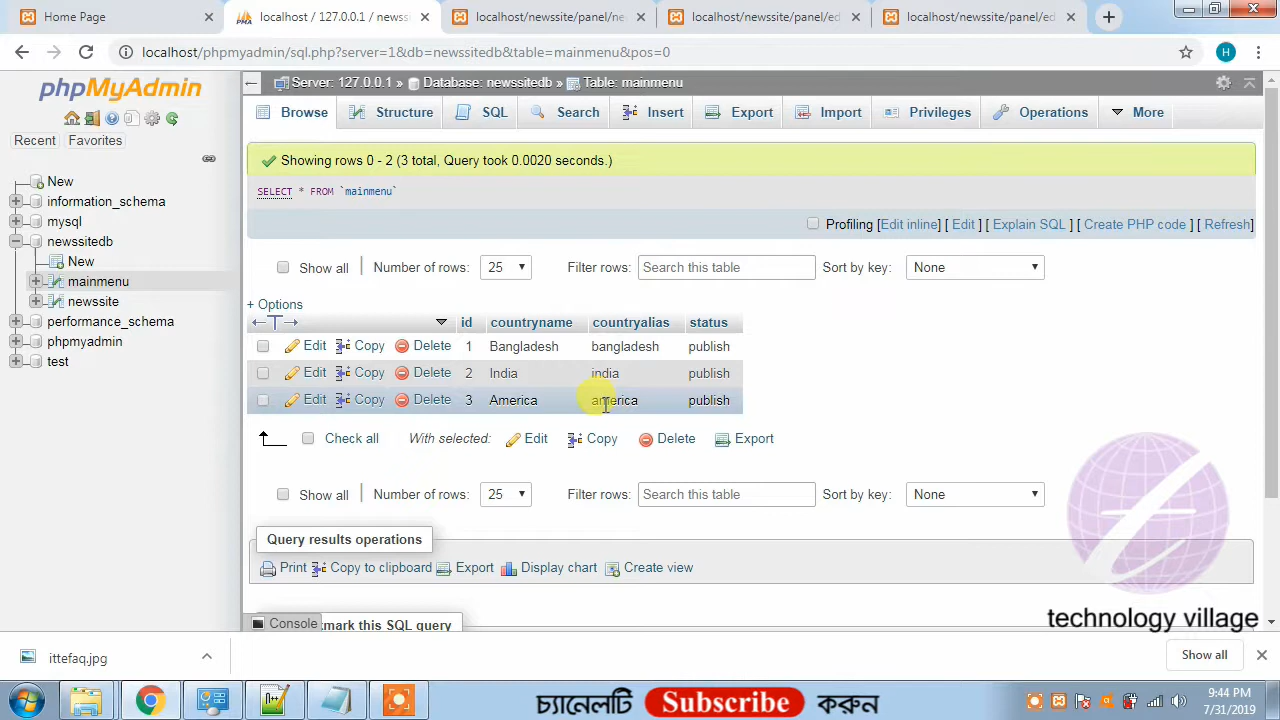 Home Page
localhost / 127.0.0.1 / newss
localhost/newssite/panel/ne
localhost/newssite/panel/ed
localhost/newssite/panel/ed
localhost/phpmyadmin/sql.php?server=1&db=newssitedb&table=mainmenu&pos=0
H
phpMyAdmin
Recent
Favorites
New
information_schema
mysql
newssitedb
New
mainmenu
newssite
performance_schema
phpmyadmin
test
Server: 127.0.0.1 » Database: newssitedb » Table: mainmenu
Browse Structure SQL Search Insert Export Import Privileges Operations More
Showing rows 0 - 2 (3 total, Query took 0.0020 seconds.)
SELECT * FROM `mainmenu`
Profiling [Edit inline] [ Edit ] [ Explain SQL ] [ Create PHP code ] [ Refresh]
Show all Number of rows: 25 Filter rows: Search this table Sort by key: None
+ Options
id countryname countryalias status
Edit Copy Delete 1 Bangladesh bangladesh publish
Edit Copy Delete 2 India india publish
Edit Copy Delete 3 America america publish
Check all With selected: Edit Copy Delete Export
Show all Number of rows: 25 Filter rows: Search this table Sort by key: None
Query results operations
Print Copy to clipboard Export Display chart Create view
Console
mark this SQL query
technology village
ittefaq.jpg
Show all
চ্যানেলটি Subscribe করুন
9:44 PM
7/31/2019